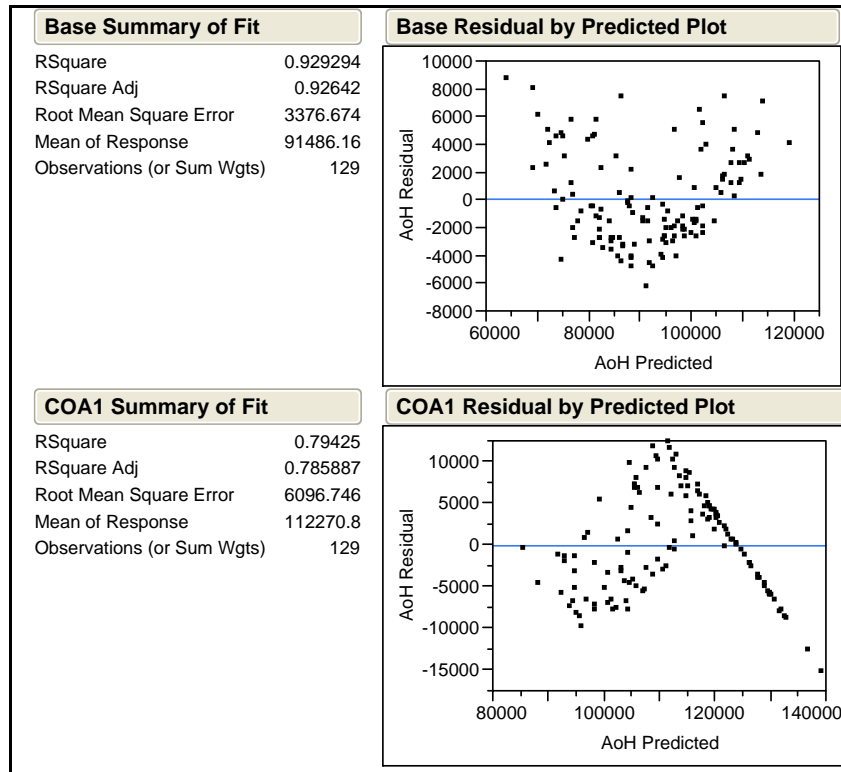 Base Summary of Fit
RSquare 0.929294
RSquare Adj 0.92642
Root Mean Square Error 3376.674
Mean of Response 91486.16
Observations (or Sum Wgts) 129
Base Residual by Predicted Plot
AoH Residual
10000
8000
6000
4000
2000
0
-2000
-4000
-6000
-8000
60000 80000 100000 120000
AoH Predicted
COA1 Summary of Fit
RSquare 0.79425
RSquare Adj 0.785887
Root Mean Square Error 6096.746
Mean of Response 112270.8
Observations (or Sum Wgts) 129
COA1 Residual by Predicted Plot
AoH Residual
10000
5000
0
-5000
-10000
-15000
80000 100000 120000 140000
AoH Predicted